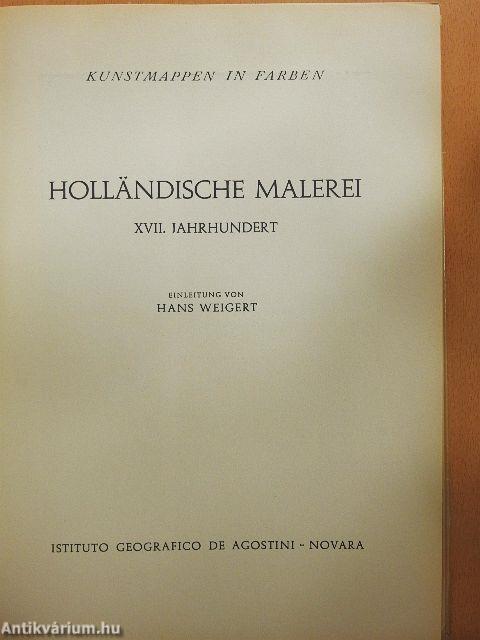 KUNSTMAPPEN IN FARBEN
HOLLÄNDISCHE MALEREI
XVII. JAHRHUNDERT
EINLEITUNG VON
HANS WEIGERT
ISTITUTO GEOGRAFICO DE AGOSTINI - NOVARA
Antikvárium.hu